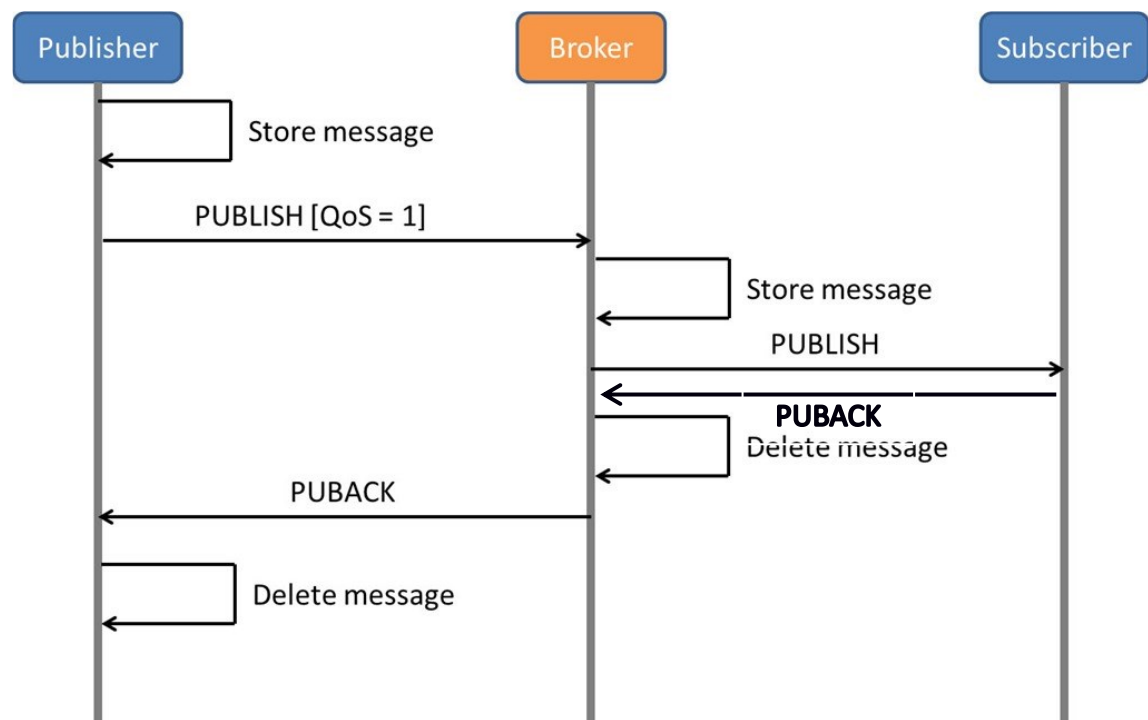 Publisher
Broker
Subscriber
Store message
PUBLISH [QoS = 1]
Store message
PUBLISH
PUBACK
Delete message
PUBACK
Delete message